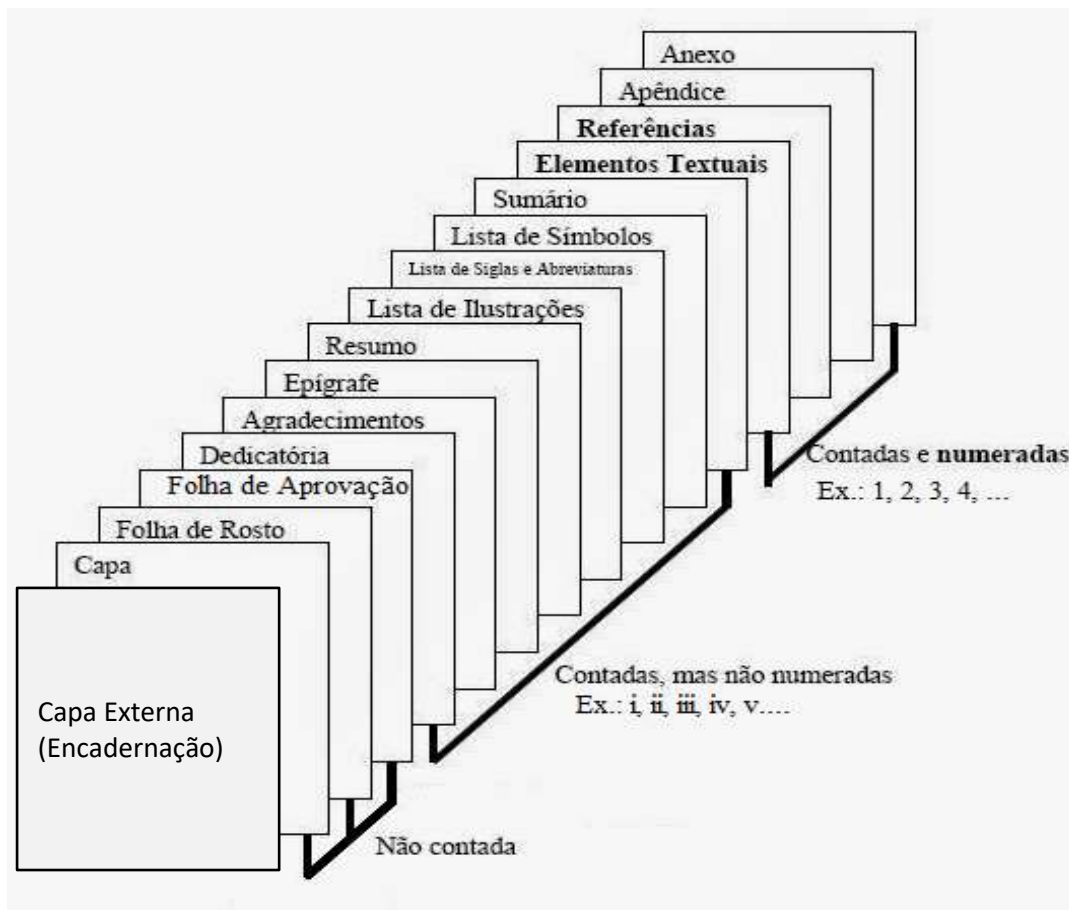 Anexo
Apêndice
Referências
Elementos Textuais
Sumário
Lista de Símbolos
Lista de Siglas e Abreviaturas
Lista de Ilustrações
Resumo
Epígrafe
Agradecimentos
Dedicatória
Folha de Aprovação
Folha de Rosto
Capa
Capa Externa
(Encadernação)
Contadas e numeradas
Ex.: 1, 2, 3, 4, ...
Contadas, mas não numeradas
Ex.: i, ii, iii, iv, v....
Não contada